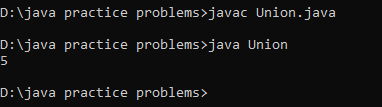 D:\java practice problems>javac Union.java
D:\java practice problems>java Union
5
D:\java practice problems>